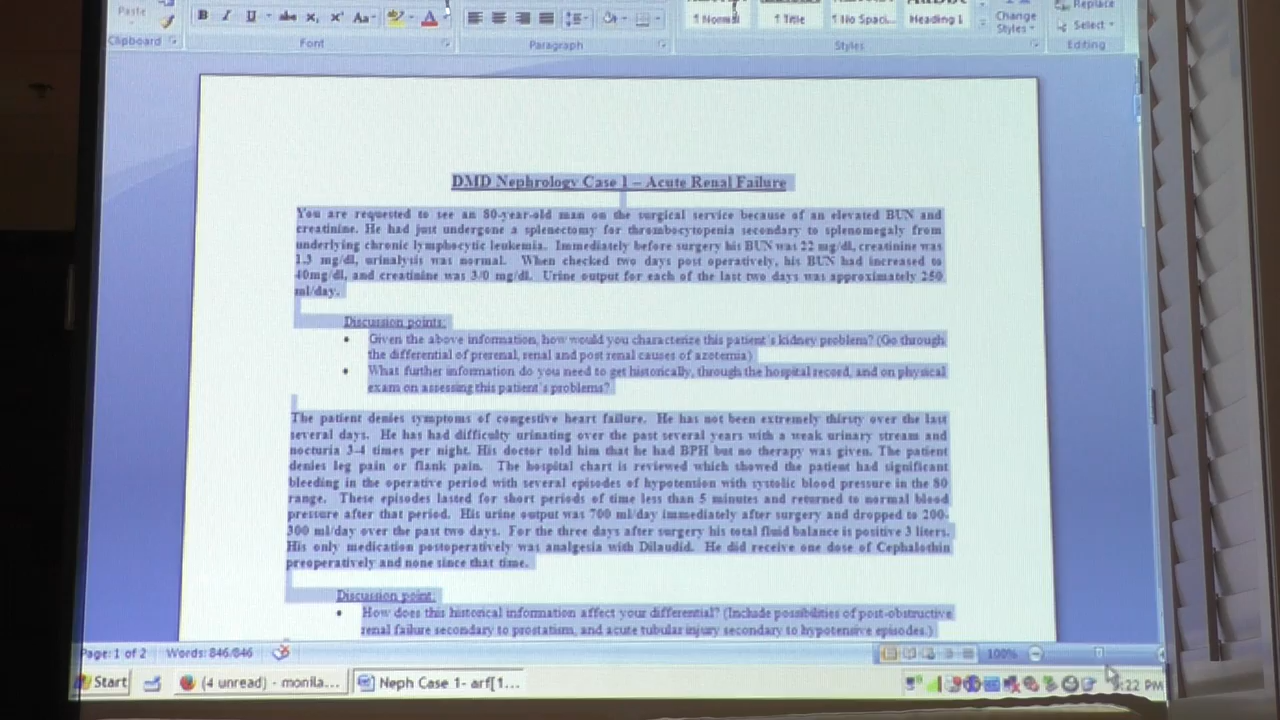 Paste
B I U abc x₂ x² Aa
A
Normal
Title
No Spaci...
Heading 1
Change
Styles
Replace
Select
Clipboard
Font
Paragraph
Styles
Editing
DMD Nephrology Case 1 – Acute Renal Failure
You are requested to see an 80-year-old man on the surgical service because of an elevated BUN and
creatinine. He had just undergone a splenectomy for thrombocytopenia secondary to splenomegaly from
underlying chronic lymphocytic leukemia. Immediately before surgery his BUN was 22 mg/dl, creatinine was
1.3 mg/dl, urinalysis was normal. When checked two days post operatively, his BUN had increased to
40mg/dl, and creatinine was 3/0 mg/dl. Urine output for each of the last two days was approximately 250
ml/day.
Discussion points:
• Given the above information, how would you characterize this patient's kidney problem? (Go through
the differential of prerenal, renal and post renal causes of azotemia)
• What further information do you need to get historically, through the hospital record, and on physical
exam on assessing this patient's problems?
The patient denies symptoms of congestive heart failure. He has not been extremely thirsty over the last
several days. He has had difficulty urinating over the past several years with a weak urinary stream and
nocturia 3-4 times per night. His doctor told him that he had BPH but no therapy was given. The patient
denies leg pain or flank pain. The hospital chart is reviewed which showed the patient had significant
bleeding in the operative period with several episodes of hypotension with systolic blood pressure in the 80
range. These episodes lasted for short periods of time less than 5 minutes and returned to normal blood
pressure after that period. His urine output was 700 ml/day immediately after surgery and dropped to 200-
300 ml/day over the past two days. For the three days after surgery his total fluid balance is positive 3 liters.
His only medication postoperatively was analgesia with Dilaudid. He did receive one dose of Cephalothin
preoperatively and none since that time.
Discussion point:
• How does this historical information affect your differential? (Include possibilities of post-obstructive
renal failure secondary to prostatism, and acute tubular injury secondary to hypotensive episodes.)
Page: 1 of 2 Words: 846/846 100%
Start (4 unread) - monila... Neph Case 1- arf[1... :22 PM